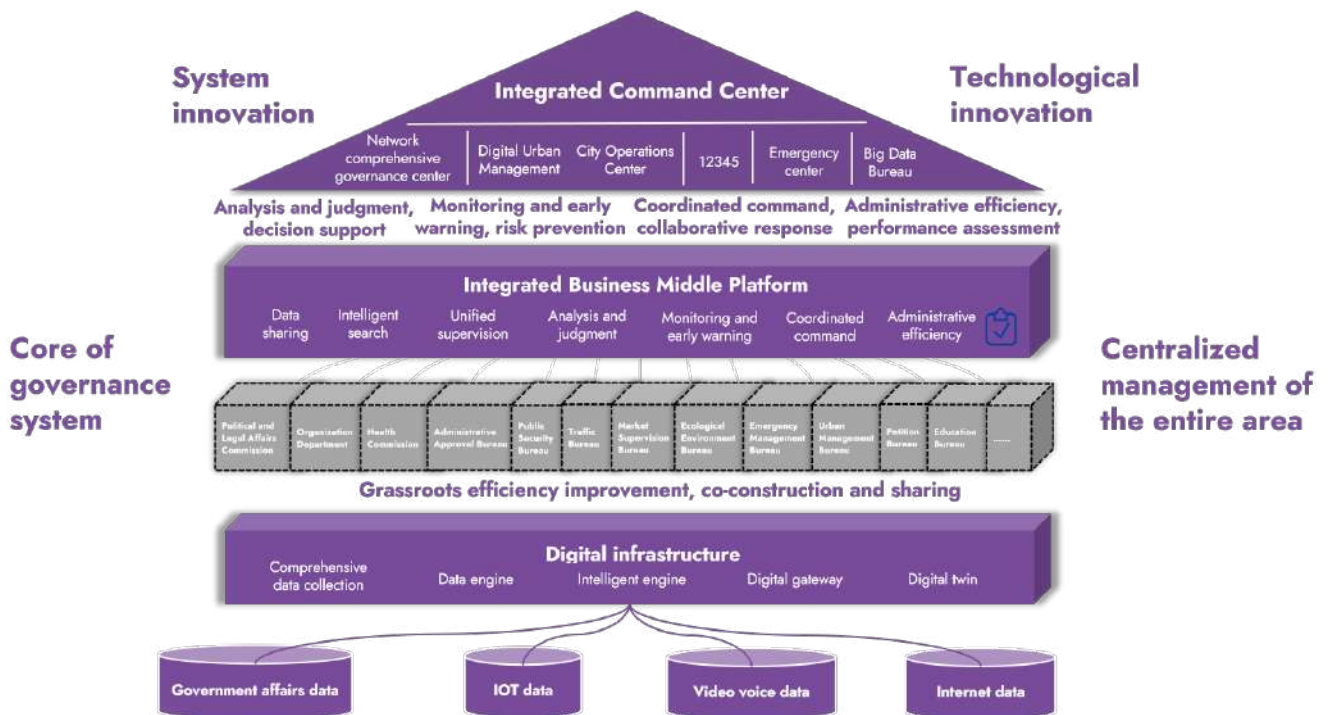 System
innovation
Technological
innovation
Integrated Command Center
Network
comprehensive
governance center
Digital Urban
Management
City Operations
Center
12345
Emergency
center
Big Data
Bureau
Analysis and judgment,
decision support
Monitoring and early
warning, risk prevention
Coordinated command,
collaborative response
Administrative efficiency,
performance assessment
Integrated Business Middle Platform
Data
sharing
Intelligent
search
Unified
supervision
Analysis and
judgment
Monitoring and
early warning
Coordinated
command
Administrative
efficiency
Core of
governance
system
Centralized
management of
the entire area
Political and
Legal Affairs
Commission
Organization
Department
Health
Commission
Administrative
Approval Bureau
Public
Security
Bureau
Traffic
Bureau
Market
Supervision
Bureau
Ecological
Environment
Bureau
Emergency
Management
Bureau
Urban
Management
Bureau
Petition
Bureau
Education
Bureau
......
Grassroots efficiency improvement, co-construction and sharing
Digital infrastructure
Comprehensive
data collection
Data engine
Intelligent engine
Digital gateway
Digital twin
Government affairs data
IOT data
Video voice data
Internet data